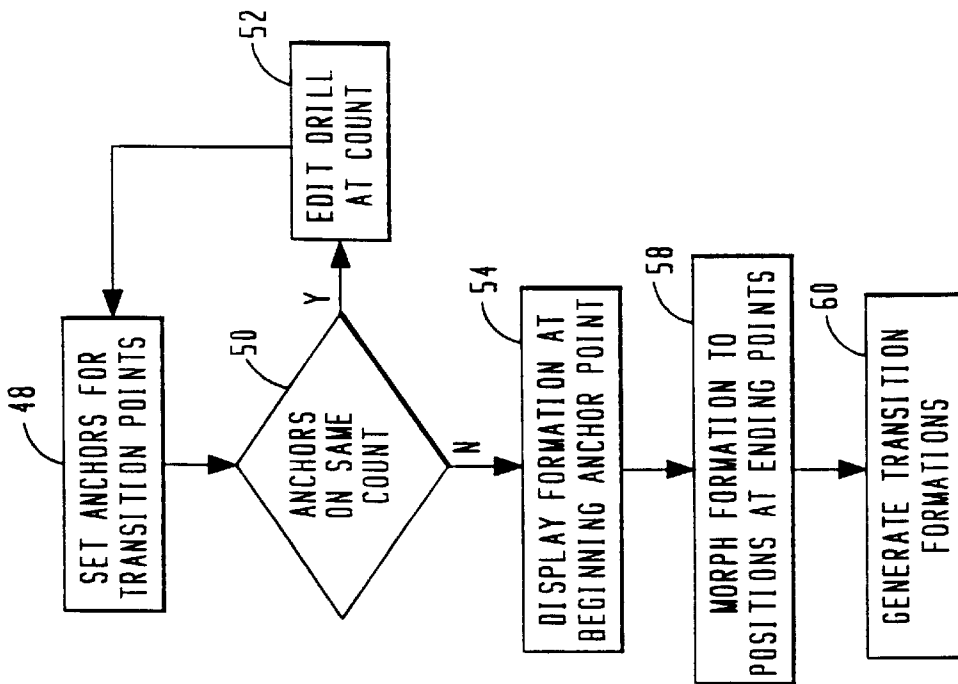 48
SET ANCHORS FOR
TRANSITION POINTS
50
ANCHORS
ON SAME
COUNT
Y
52
EDIT DRILL
AT COUNT
N
54
DISPLAY FORMATION AT
BEGINNING ANCHOR POINT
58
MORPH FORMATION TO
POSITIONS AT ENDING POINTS
60
GENERATE TRANSITION
FORMATIONS